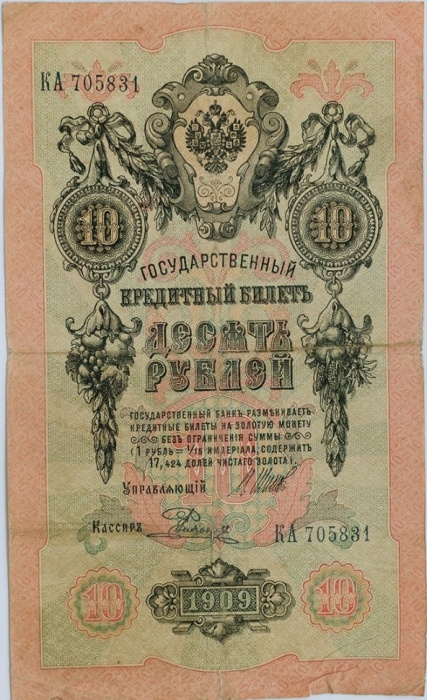 КА 705831
10 10
ГОСУДАРСТВЕННЫЙ
КРЕДИТНЫЙ БИЛЕТЪ
ДЕСЯТЬ
РУБЛЕЙ
ГОСУДАРСТВЕННЫЙ БАНКЪ РАЗМѢНИВАЕТЪ
КРЕДИТНЫЕ БИЛЕТЫ НА ЗОЛОТУЮ МОНЕТУ
БЕЗЪ ОГРАНИЧЕНІЯ СУММЫ
(1 РУБЛЬ = 1/15 ИМПЕРІАЛА, СОДЕРЖИТЪ
17,424 ДОЛЕЙ ЧИСТАГО ЗОЛОТА).
УПРАВЛЯЮЩІЙ
КАССИРЪ
КА 705831
10 1909 10